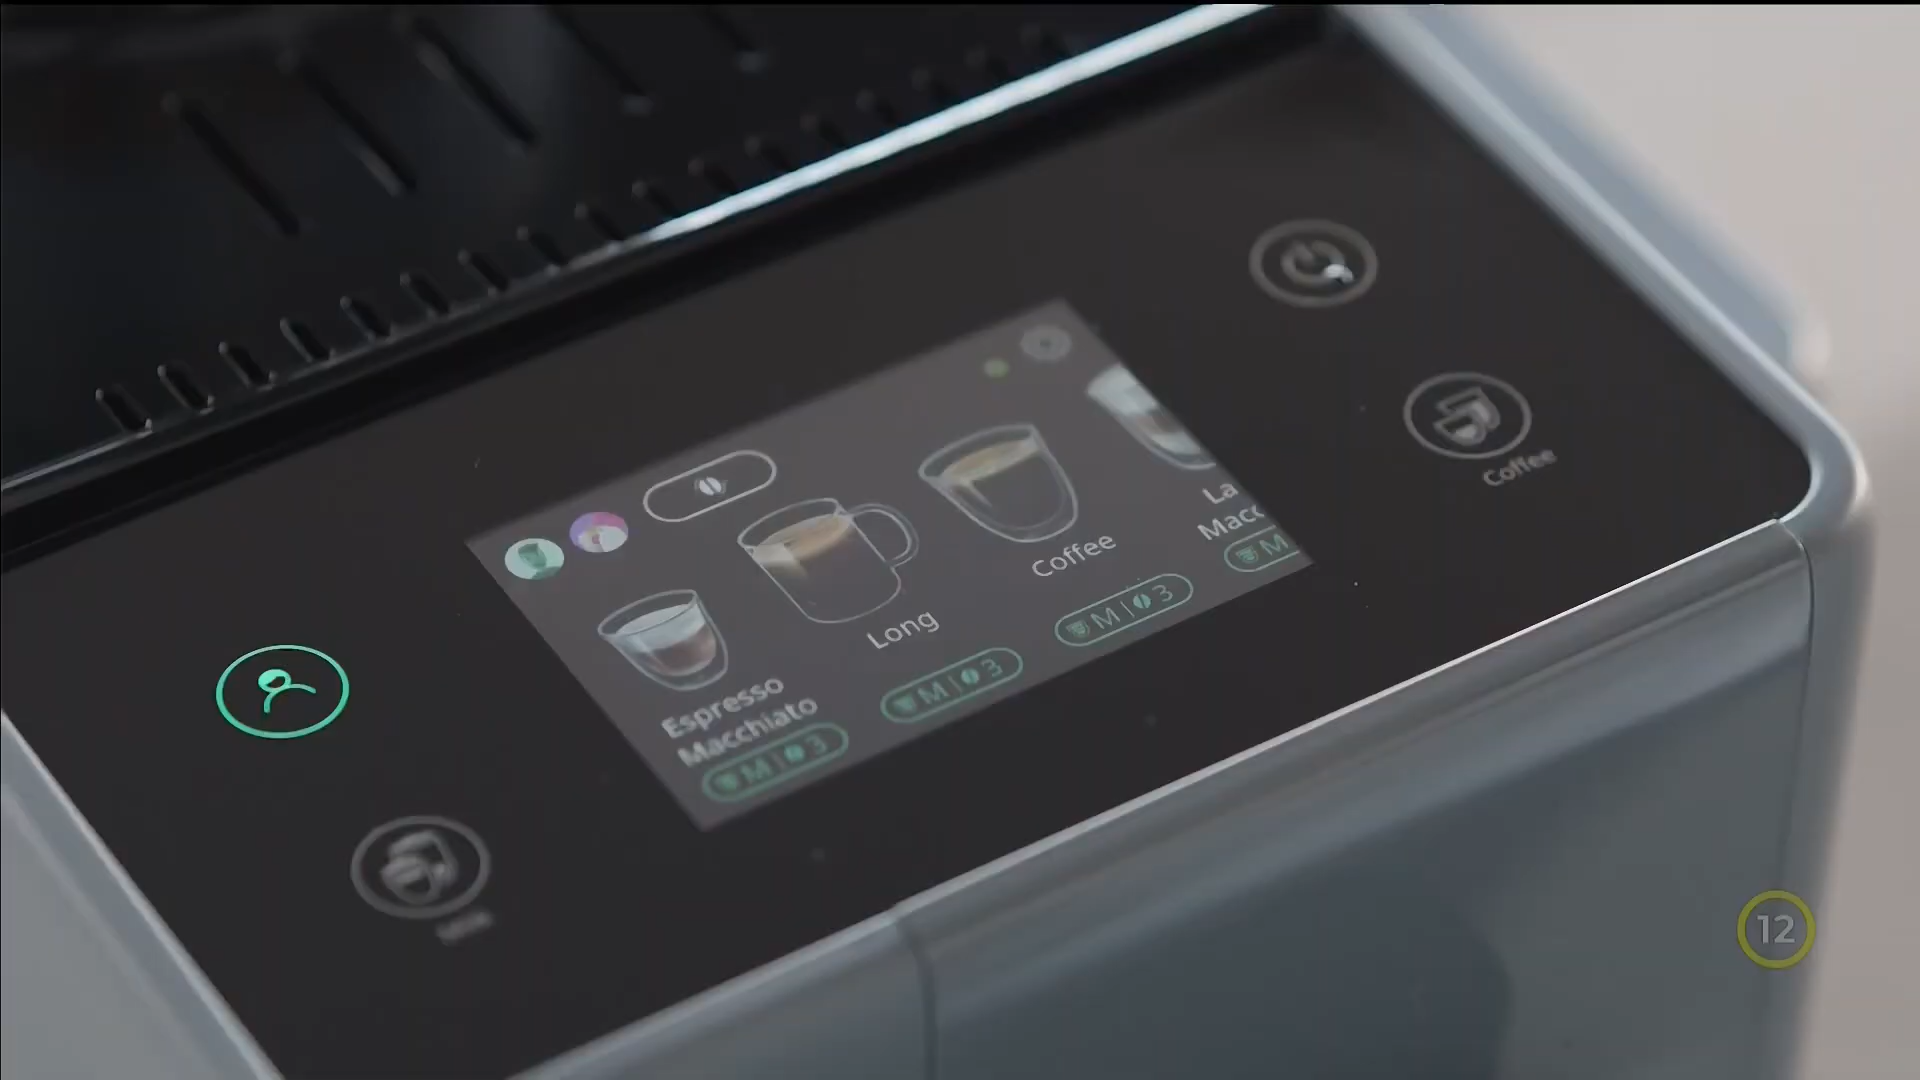 Espresso
Macchiato
M | 3
Long
M | 3
Coffee
M | 3
La
Macc
M
Coffee
12